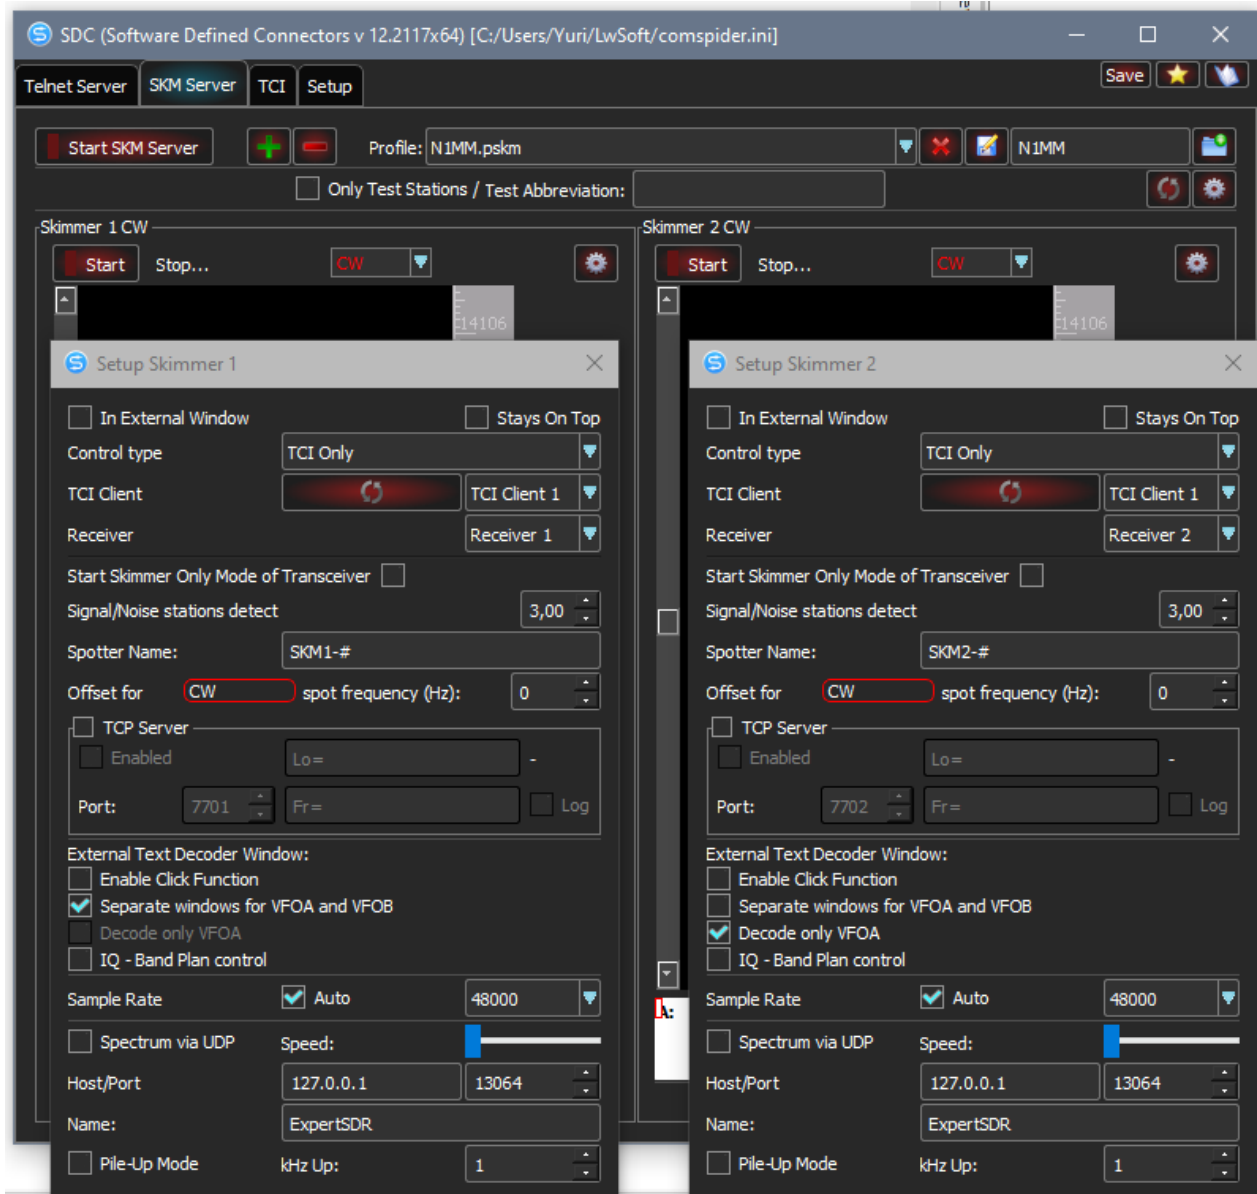 SDC (Software Defined Connectors v 12.2117x64) [C:/Users/Yuri/LwSoft/comspider.ini]
Telnet Server SKM Server TCI Setup Save
Start SKM Server Profile: N1MM.pskm N1MM
Only Test Stations / Test Abbreviation:
Skimmer 1 CW
Start Stop... CW
14106
Skimmer 2 CW
Start Stop... CW
14106
Setup Skimmer 1
In External Window Stays On Top
Control type TCI Only
TCI Client TCI Client 1
Receiver Receiver 1
Start Skimmer Only Mode of Transceiver
Signal/Noise stations detect 3,00
Spotter Name: SKM1-#
Offset for CW spot frequency (Hz): 0
TCP Server
Enabled Lo= -
Port: 7701 Fr= Log
External Text Decoder Window:
Enable Click Function
Separate windows for VFOA and VFOB
Decode only VFOA
IQ - Band Plan control
Sample Rate Auto 48000
Spectrum via UDP Speed:
Host/Port 127.0.0.1 13064
Name: ExpertSDR
Pile-Up Mode kHz Up: 1
Setup Skimmer 2
In External Window Stays On Top
Control type TCI Only
TCI Client TCI Client 1
Receiver Receiver 2
Start Skimmer Only Mode of Transceiver
Signal/Noise stations detect 3,00
Spotter Name: SKM2-#
Offset for CW spot frequency (Hz): 0
TCP Server
Enabled Lo= -
Port: 7702 Fr= Log
External Text Decoder Window:
Enable Click Function
Separate windows for VFOA and VFOB
Decode only VFOA
IQ - Band Plan control
Sample Rate Auto 48000
Spectrum via UDP Speed:
Host/Port 127.0.0.1 13064
Name: ExpertSDR
Pile-Up Mode kHz Up: 1
A: